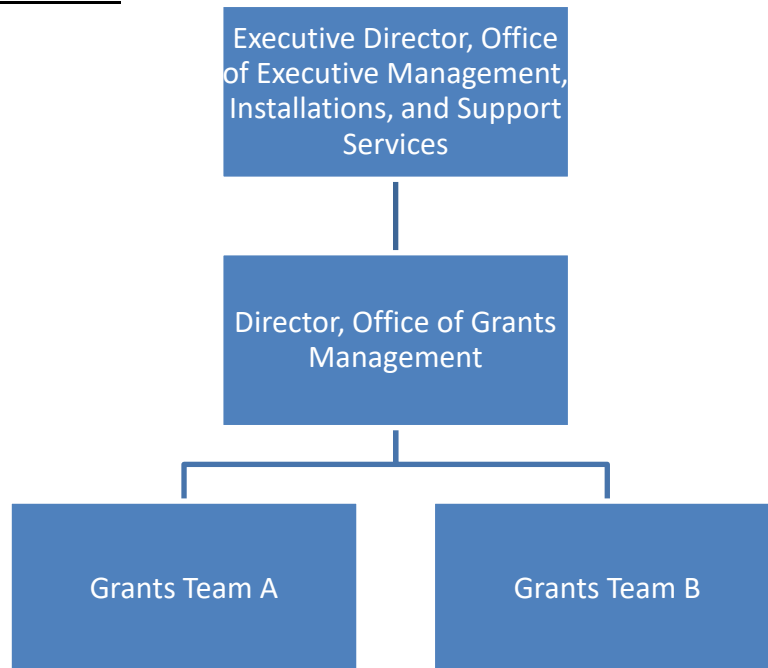 Executive Director, Office
of Executive Management,
Installations, and Support
Services
Director, Office of Grants
Management
Grants Team A
Grants Team B